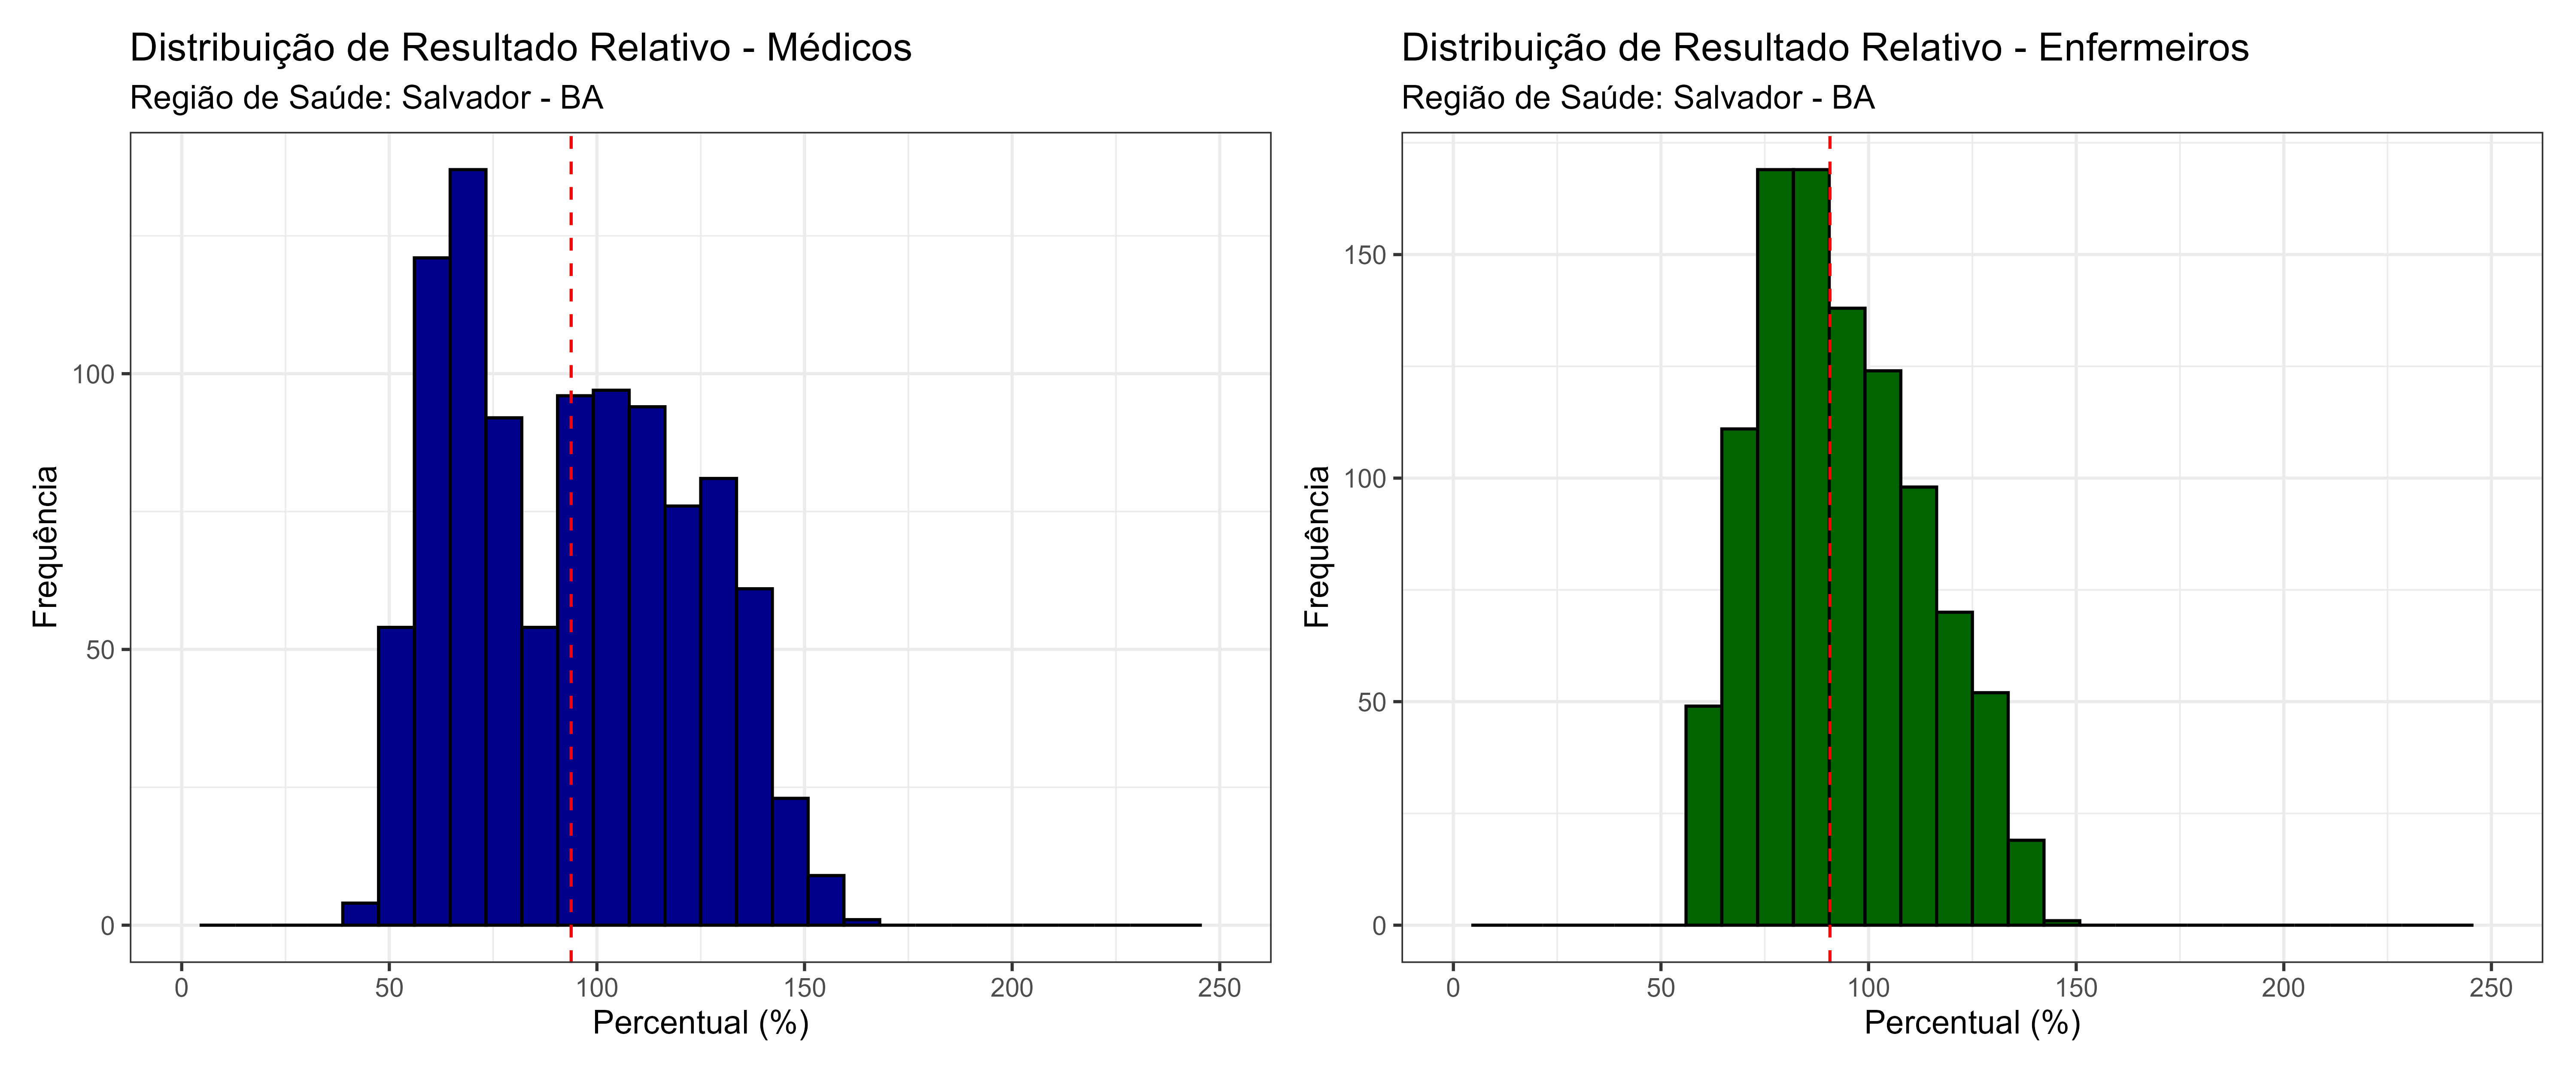 Distribuição de Resultado Relativo - Médicos
Região de Saúde: Salvador - BA
Frequência
100
50
0
0 50 100 150 200 250
Percentual (%)
Distribuição de Resultado Relativo - Enfermeiros
Região de Saúde: Salvador - BA
Frequência
150
100
50
0
0 50 100 150 200 250
Percentual (%)